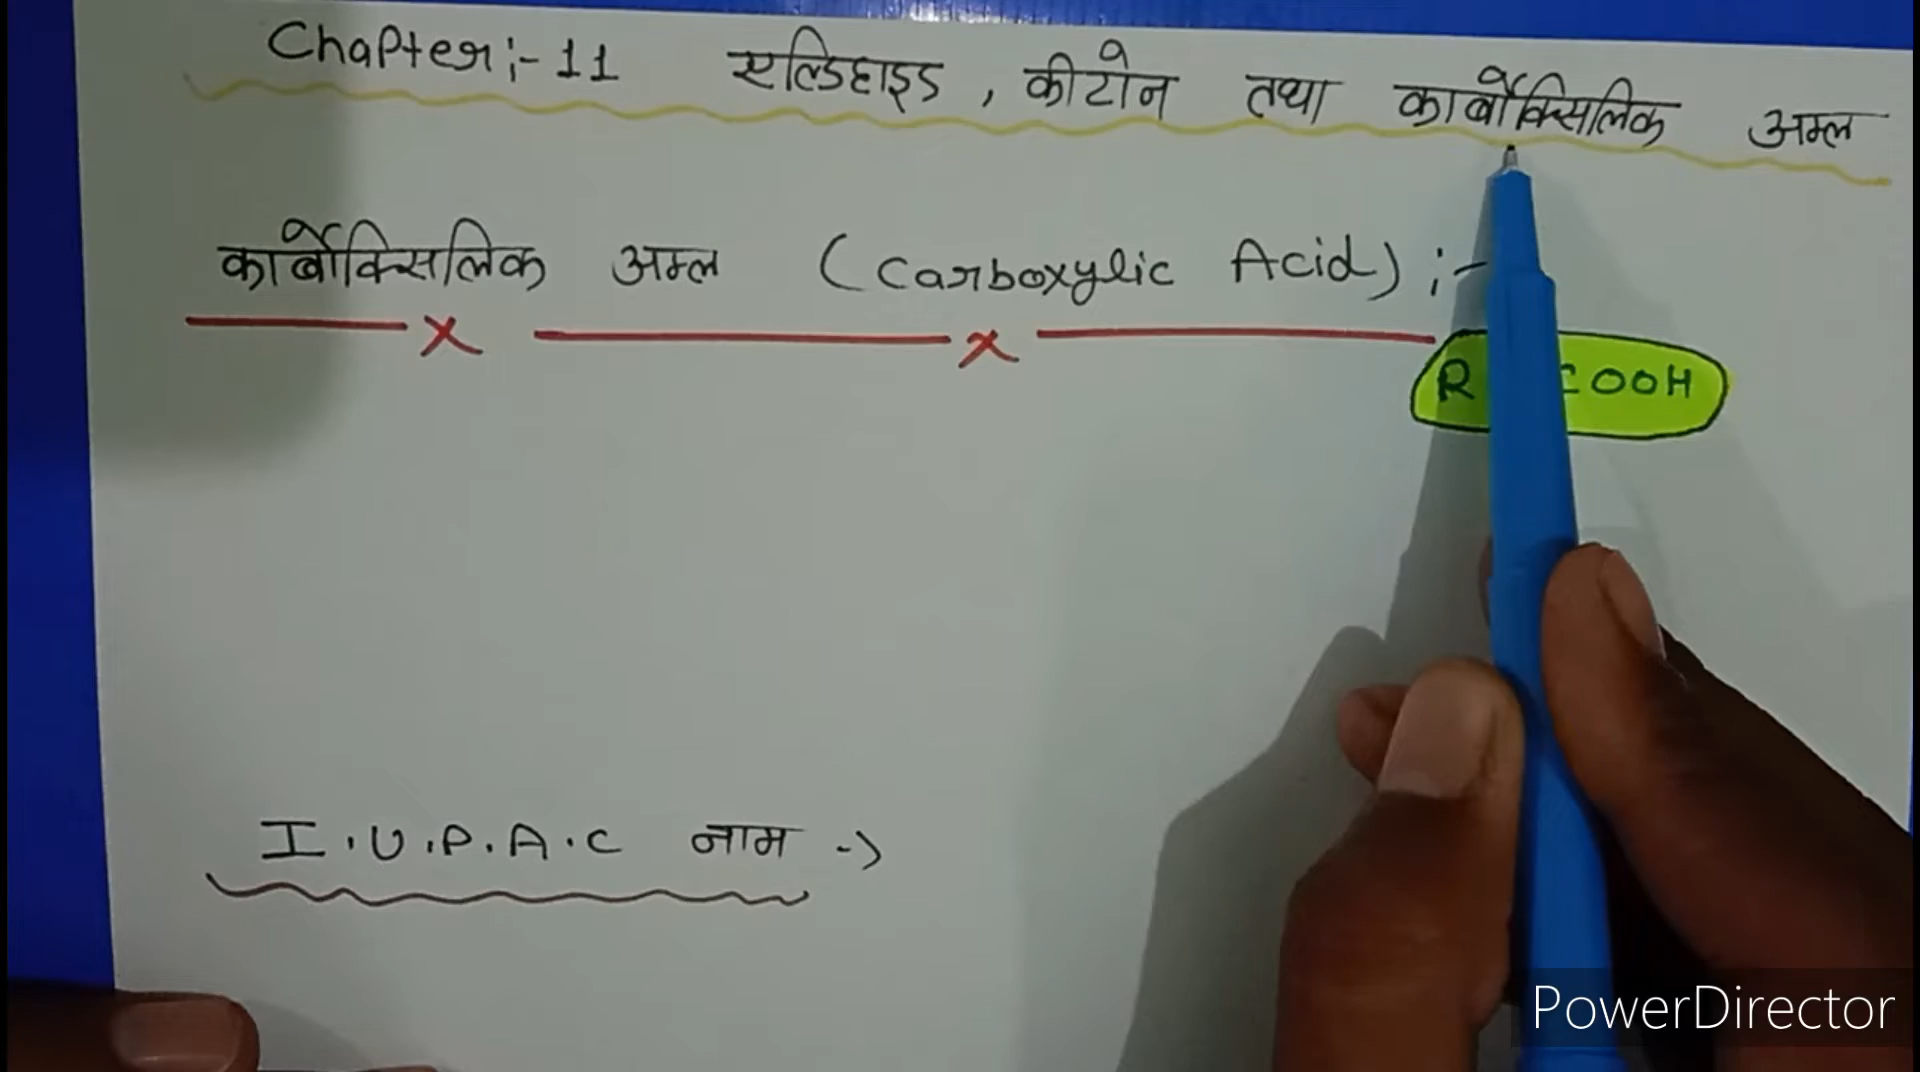 Chapter:- 11 एल्डिहाइड, कीटोन तथा कार्बोक्सिलिक अम्ल
कार्बोक्सिलिक अम्ल (Carboxylic Acid) :-
R COOH
I.U.P.A.C नाम ->
PowerDirector